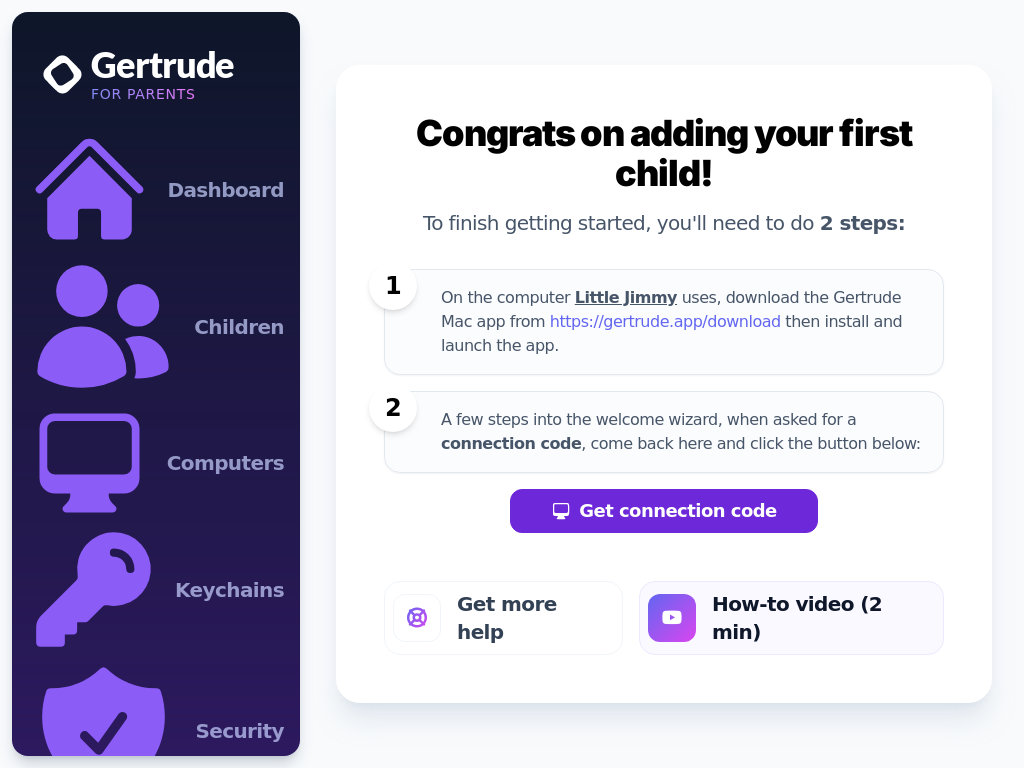 Gertrude
FOR PARENTS
Dashboard
Children
Computers
Keychains
Security
Congrats on adding your first
child!
To finish getting started, you'll need to do 2 steps:
1
On the computer Little Jimmy uses, download the Gertrude
Mac app from https://gertrude.app/download then install and
launch the app.
2
A few steps into the welcome wizard, when asked for a
connection code, come back here and click the button below:
Get connection code
Get more
help
How-to video (2
min)